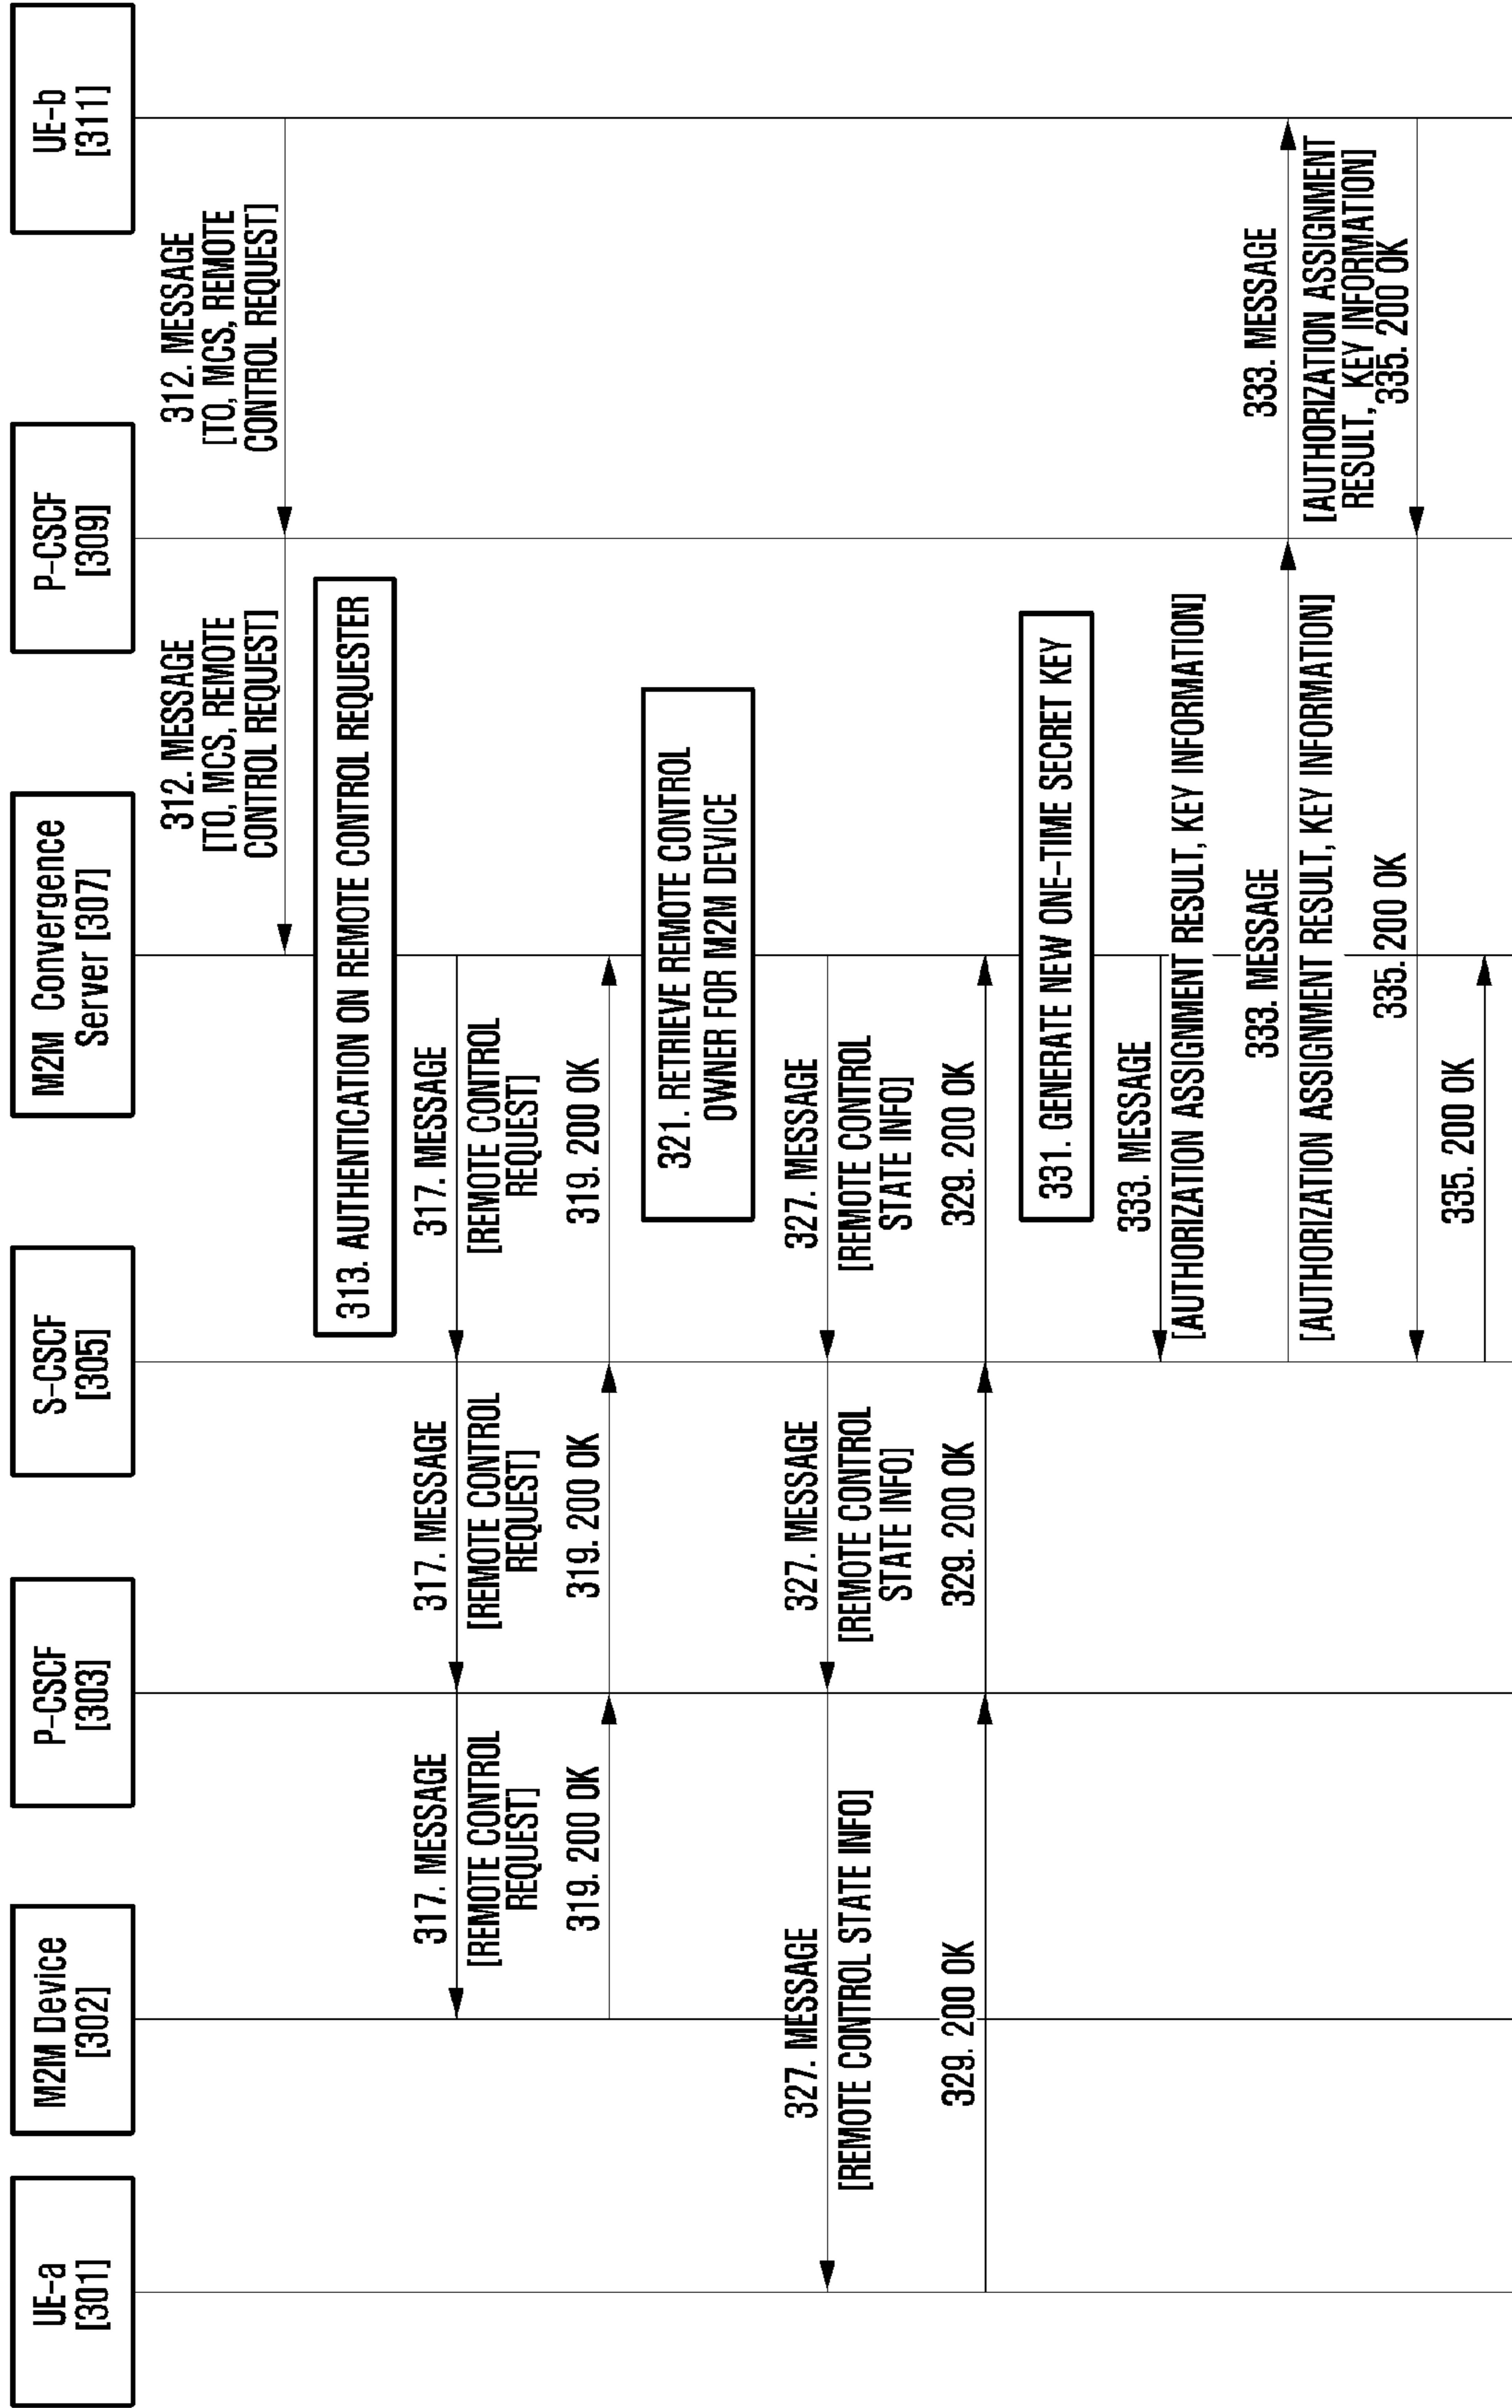 UE-a
[301]
M2M Device
[302]
P-CSCF
[303]
S-CSCF
[305]
M2M Convergence
Server [307]
P-CSCF
[309]
UE-b
[311]
312. MESSAGE
[TO, MCS, REMOTE
CONTROL REQUEST]
312. MESSAGE
[TO, MCS, REMOTE
CONTROL REQUEST]
313. AUTHENTICATION ON REMOTE CONTROL REQUESTER
317. MESSAGE
[REMOTE CONTROL
REQUEST]
317. MESSAGE
[REMOTE CONTROL
REQUEST]
317. MESSAGE
[REMOTE CONTROL
REQUEST]
319. 200 OK
319. 200 OK
319. 200 OK
321. RETRIEVE REMOTE CONTROL
OWNER FOR M2M DEVICE
327. MESSAGE
[REMOTE CONTROL STATE INFO]
327. MESSAGE
[REMOTE CONTROL
STATE INFO]
327. MESSAGE
[REMOTE CONTROL
STATE INFO]
329. 200 OK
329. 200 OK
329. 200 OK
331. GENERATE NEW ONE-TIME SECRET KEY
333. MESSAGE
[AUTHORIZATION ASSIGNMENT RESULT, KEY INFORMATION]
333. MESSAGE
[AUTHORIZATION ASSIGNMENT RESULT, KEY INFORMATION]
333. MESSAGE
[AUTHORIZATION ASSIGNMENT
RESULT, KEY INFORMATION]
335. 200 OK
335. 200 OK
335. 200 OK